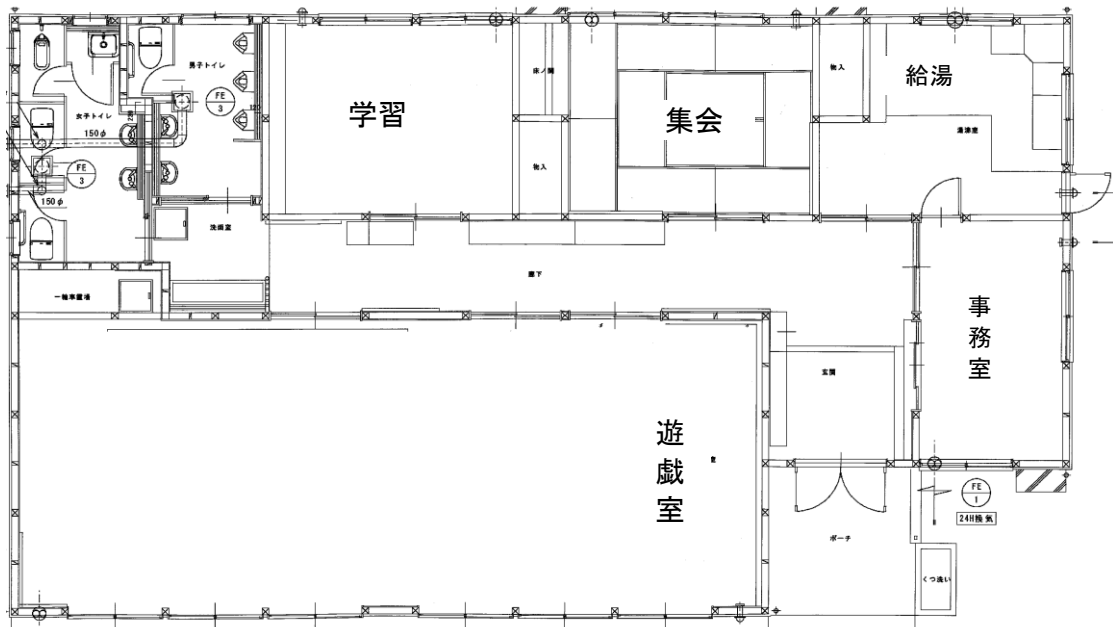 男子トイレ
FE
3
120
女子トイレ
220
150φ
FE
3
150φ
学習
床ノ間
物入
集会
物入
給湯
湯沸室
洗面室
一輪車置場
廊下
事務室
玄関
遊戯室
室
FE
1
24H換気
ポーチ
くつ洗い